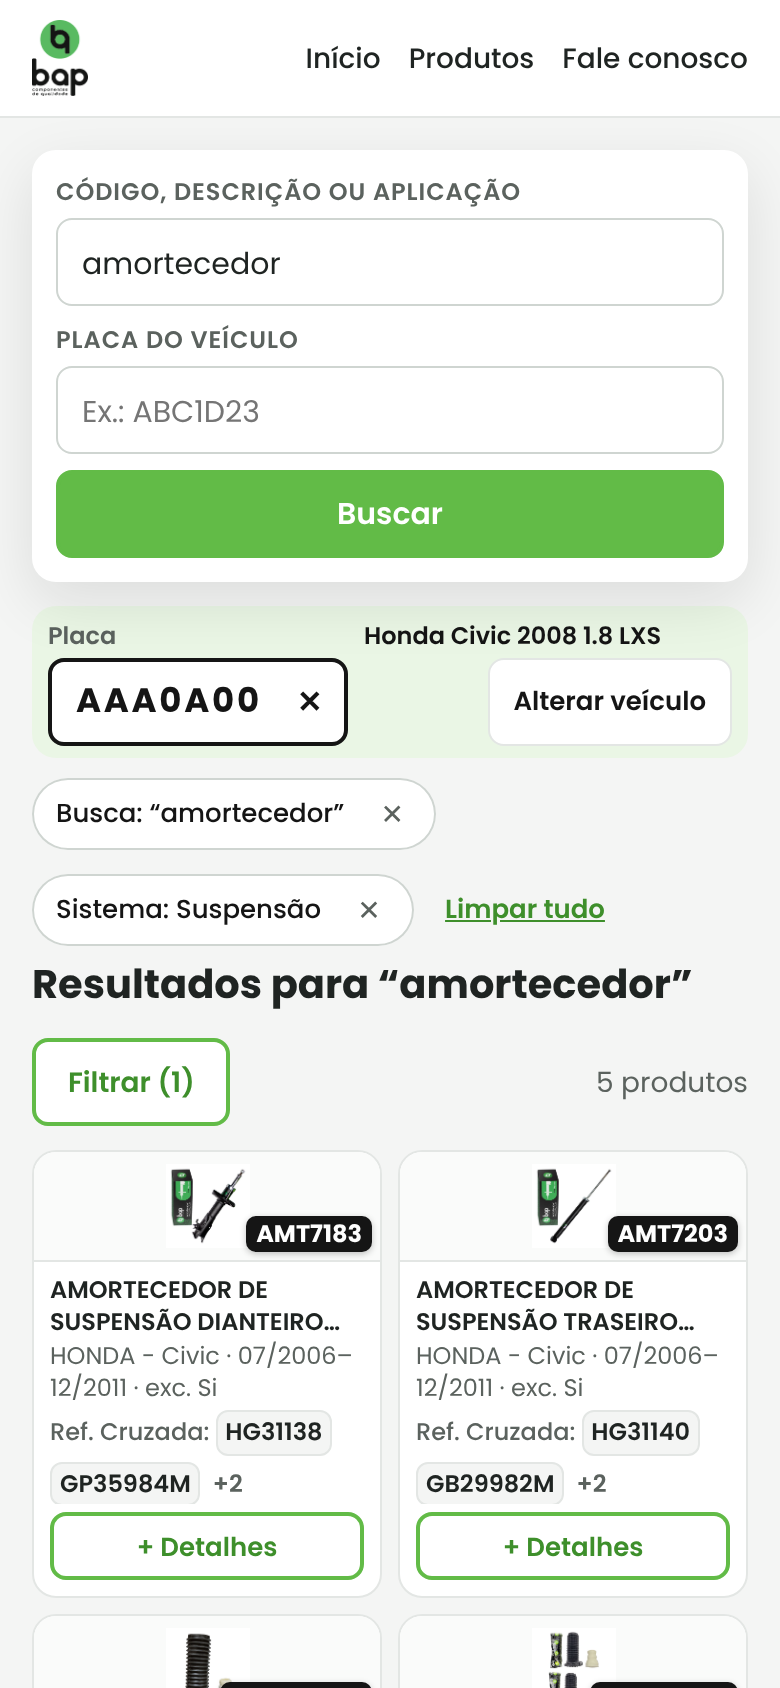 bap
componentes
de qualidade
Início Produtos Fale conosco
CÓDIGO, DESCRIÇÃO OU APLICAÇÃO
amortecedor
PLACA DO VEÍCULO
Ex.: ABC1D23
Buscar
Placa
Honda Civic 2008 1.8 LXS
AAA0A00 ×
Alterar veículo
Busca: “amortecedor” ×
Sistema: Suspensão ×
Limpar tudo
Resultados para “amortecedor”
Filtrar (1)
5 produtos
AMT7183
AMORTECEDOR DE
SUSPENSÃO DIANTEIRO...
HONDA - Civic · 07/2006–
12/2011 · exc. Si
Ref. Cruzada: HG31138
GP35984M +2
+ Detalhes
AMT7203
AMORTECEDOR DE
SUSPENSÃO TRASEIRO...
HONDA - Civic · 07/2006–
12/2011 · exc. Si
Ref. Cruzada: HG31140
GB29982M +2
+ Detalhes